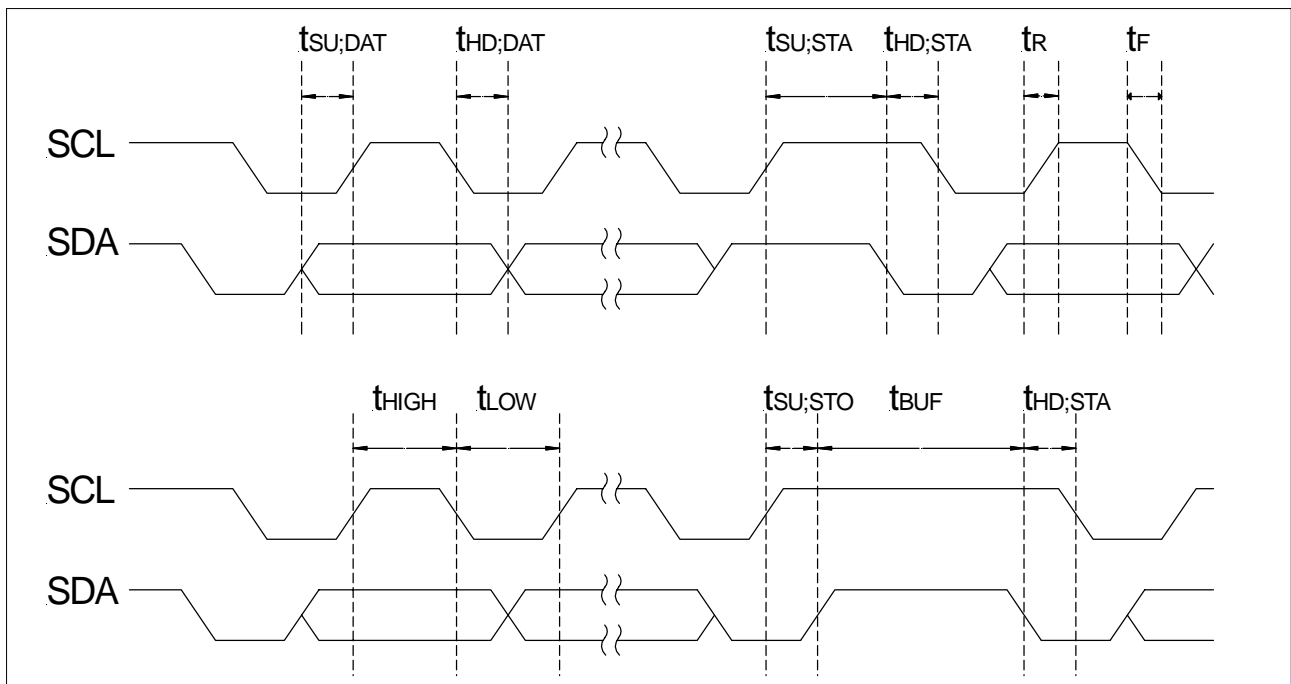 tSU;DAT tHD;DAT tSU;STA tHD;STA tR tF
SCL
SDA
tHIGH tLOW tSU;STO tBUF tHD;STA
SCL
SDA